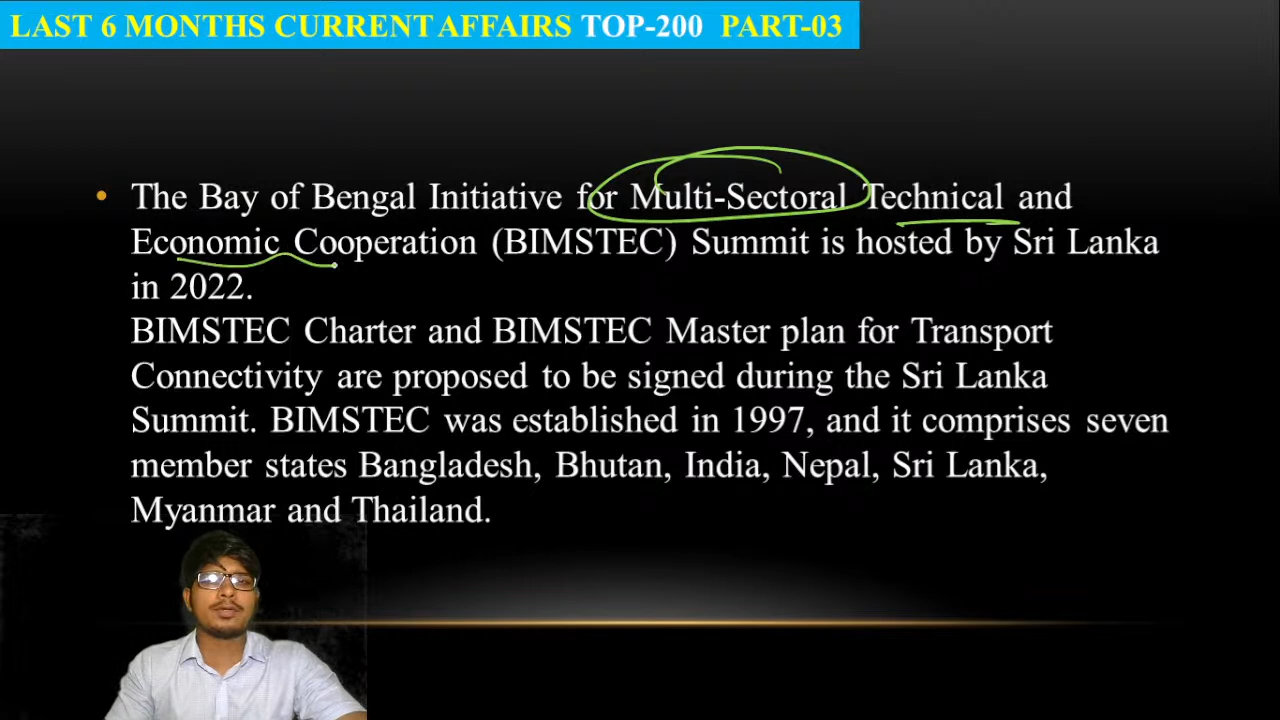 LAST 6 MONTHS CURRENT AFFAIRS TOP-200 PART-03
• The Bay of Bengal Initiative for Multi-Sectoral Technical and
Economic Cooperation (BIMSTEC) Summit is hosted by Sri Lanka
in 2022.
BIMSTEC Charter and BIMSTEC Master plan for Transport
Connectivity are proposed to be signed during the Sri Lanka
Summit. BIMSTEC was established in 1997, and it comprises seven
member states Bangladesh, Bhutan, India, Nepal, Sri Lanka,
Myanmar and Thailand.